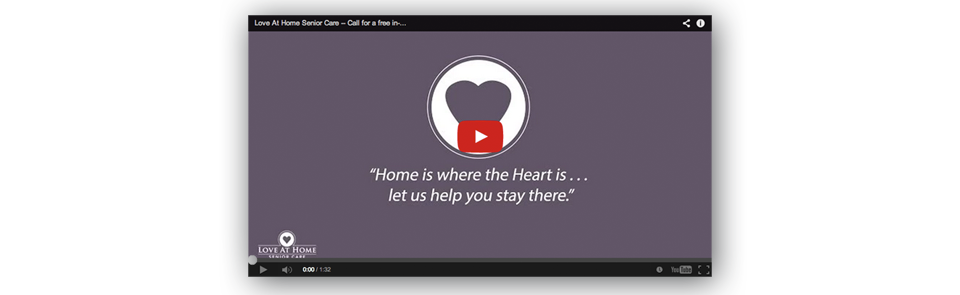 Love At Home Senior Care – Call for a free in-...
“Home is where the Heart is . . .
let us help you stay there.”
LOVE AT HOME
SENIOR CARE
0:00 / 1:32
YouTube